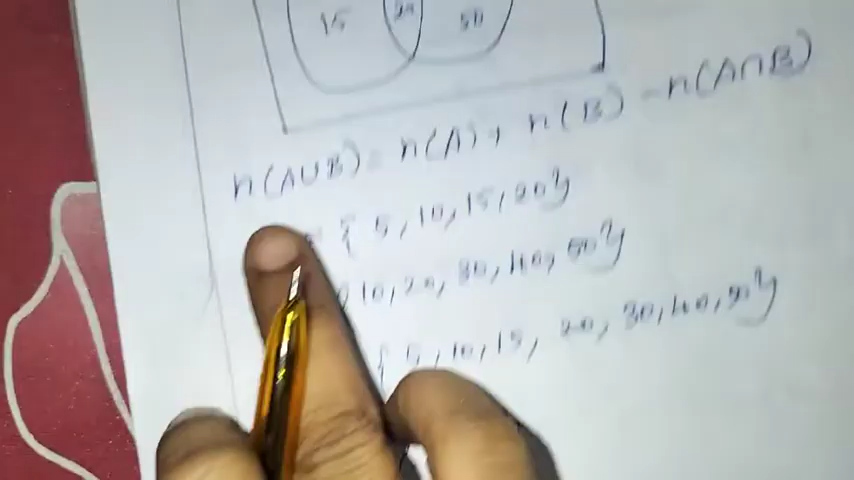 15 20 50
n(A∪B) = n(A) + n(B) - n(A∩B)
= { 5, 10, 15, 20}
10, 20, 30, 40, 50}
{ 5, 10, 15, 20, 30, 40, 50}